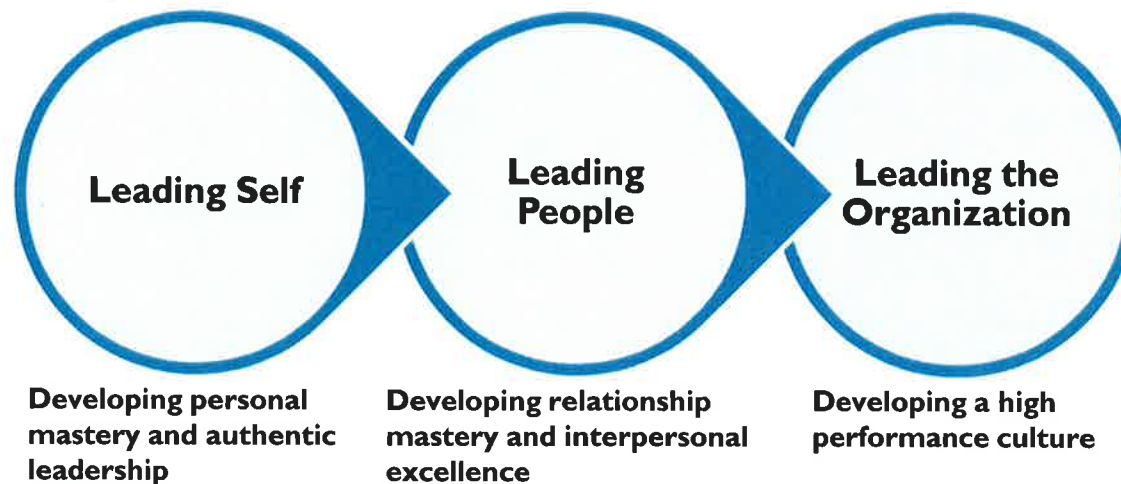 Leading Self
Leading
People
Leading the
Organization
Developing personal
mastery and authentic
leadership
Developing relationship
mastery and interpersonal
excellence
Developing a high
performance culture